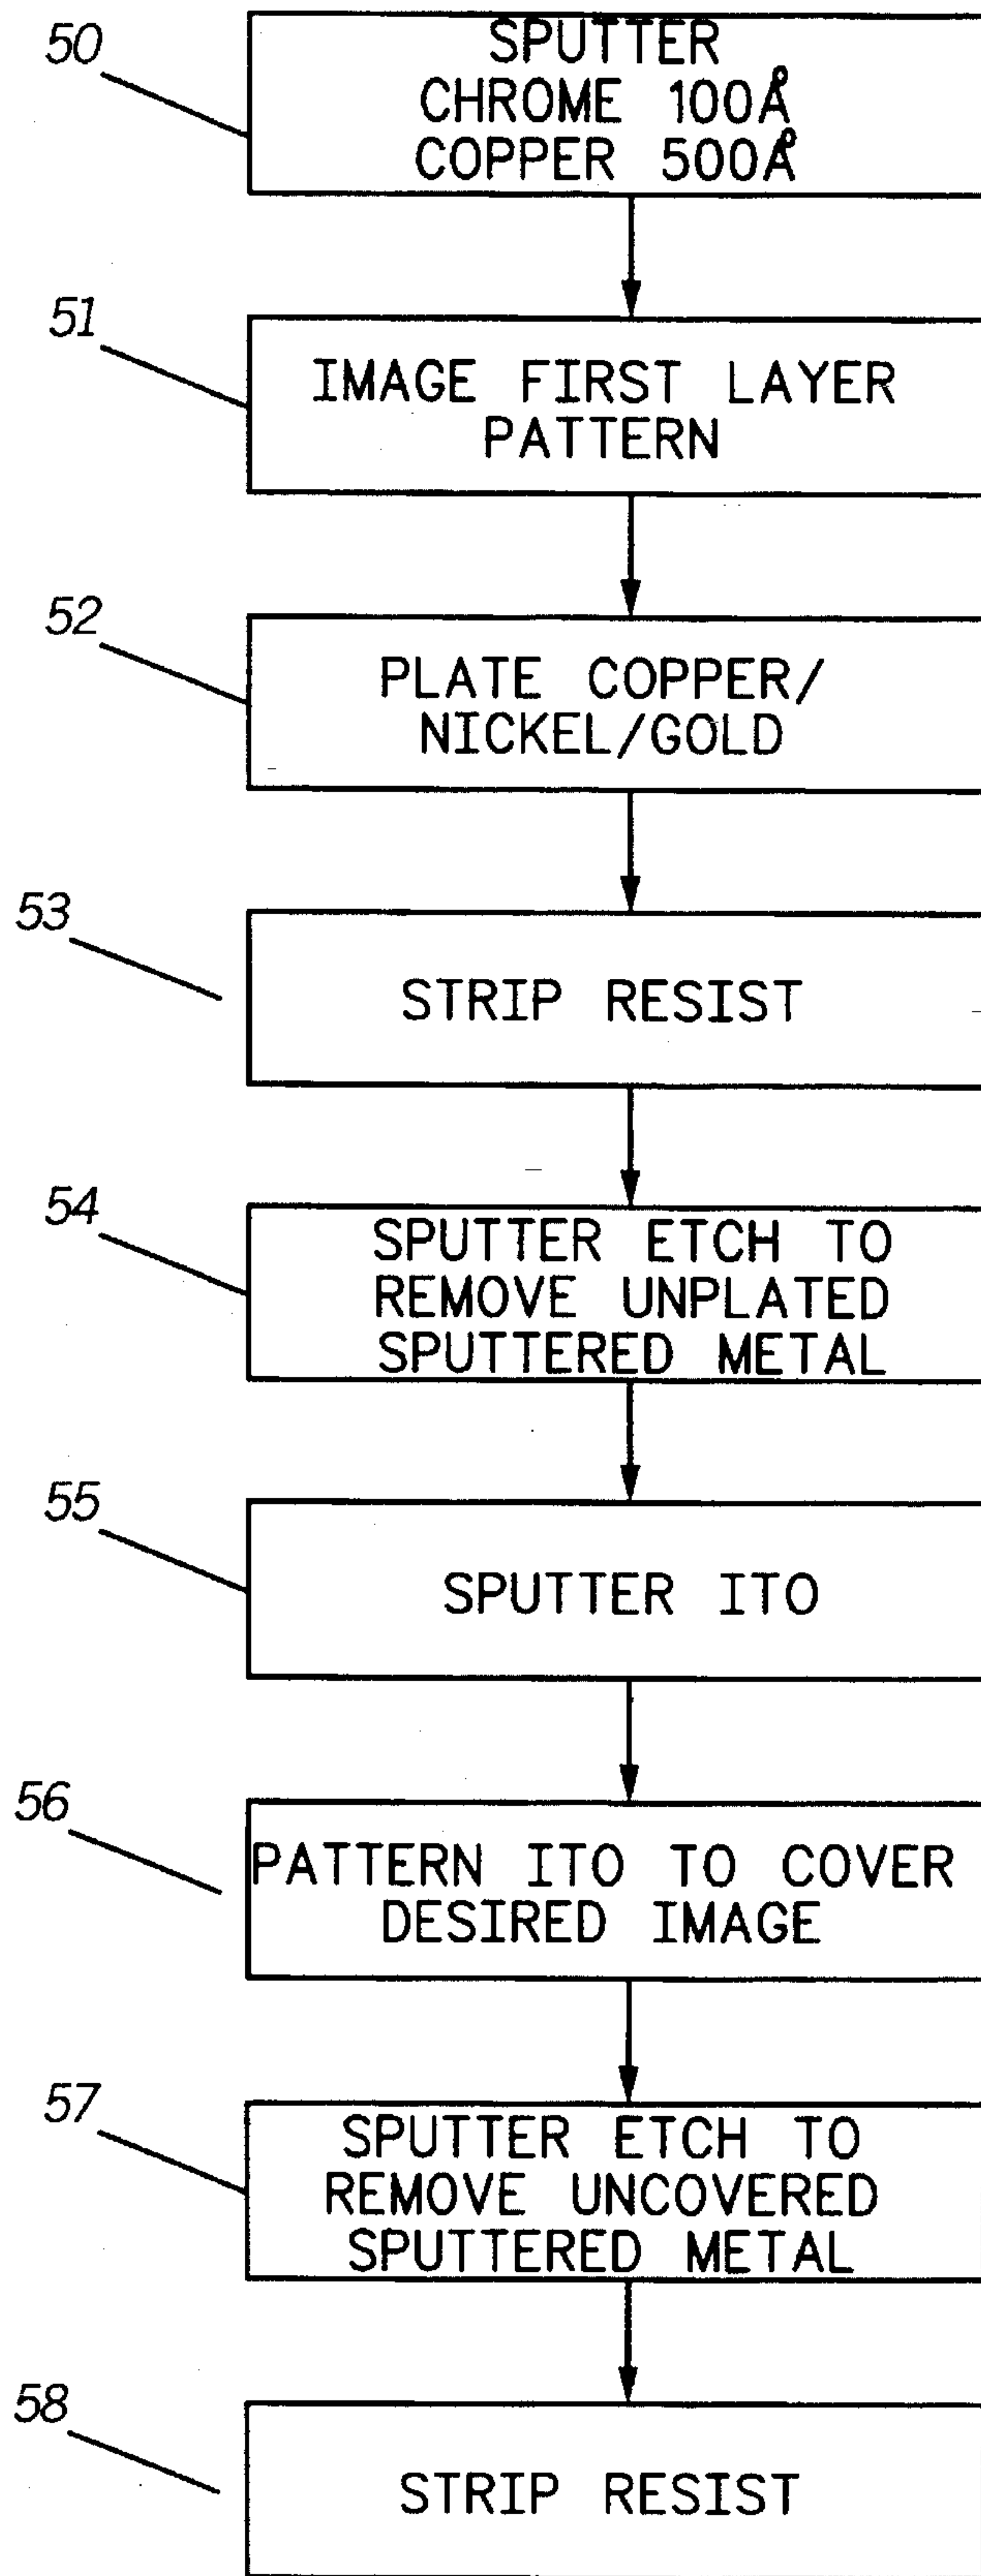 50
SPUTTER
CHROME 100Å
COPPER 500Å
51
IMAGE FIRST LAYER
PATTERN
52
PLATE COPPER/
NICKEL/GOLD
53
STRIP RESIST
54
SPUTTER ETCH TO
REMOVE UNPLATED
SPUTTERED METAL
55
SPUTTER ITO
56
PATTERN ITO TO COVER
DESIRED IMAGE
57
SPUTTER ETCH TO
REMOVE UNCOVERED
SPUTTERED METAL
58
STRIP RESIST